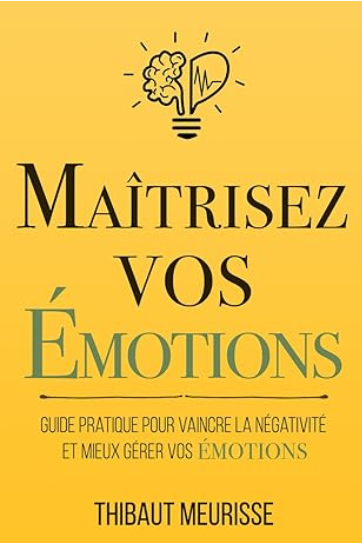 MAÎTRISEZ
VOS
ÉMOTIONS
GUIDE PRATIQUE POUR VAINCRE LA NÉGATIVITÉ
ET MIEUX GÉRER VOS ÉMOTIONS
THIBAUT MEURISSE